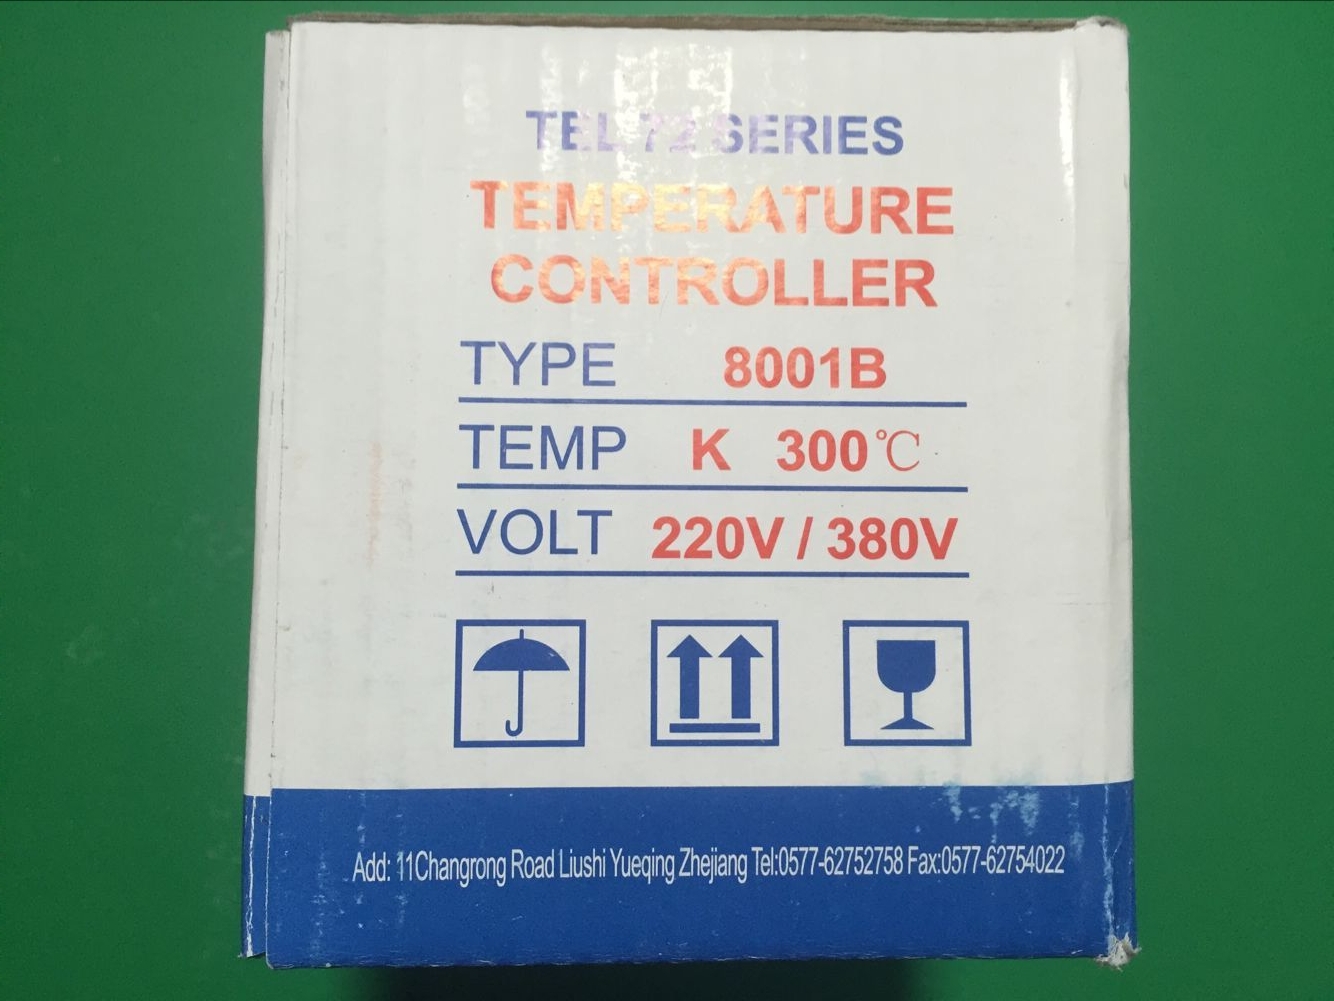 TEL 72 SERIES
TEMPERATURE
CONTROLLER
TYPE 8001B
TEMP K 300℃
VOLT 220V / 380V
Add: 11Changrong Road Liushi Yueqing Zhejiang Tel:0577-62752758 Fax:0577-62754022